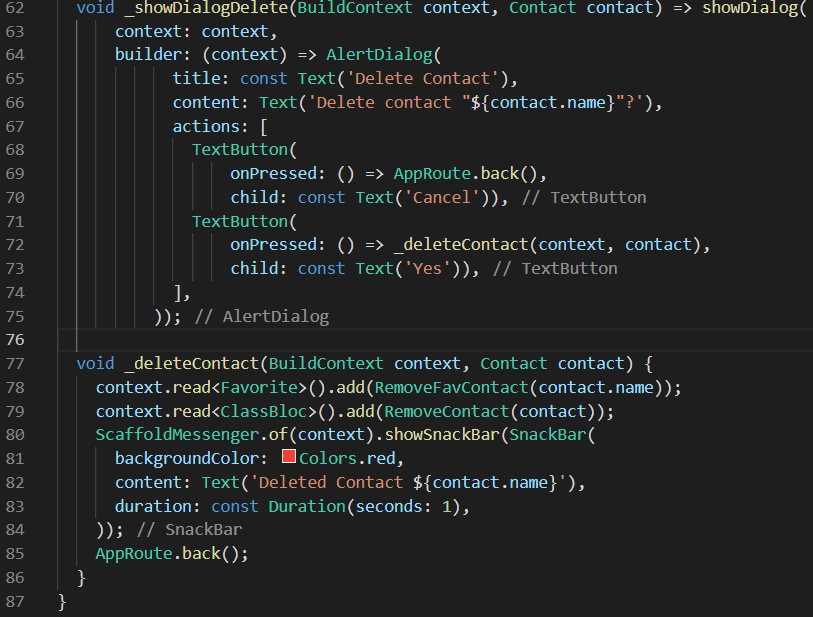 62 void _showDialogDelete(BuildContext context, Contact contact) => showDialog(
63 context: context,
64 builder: (context) => AlertDialog(
65 title: const Text('Delete Contact'),
66 content: Text('Delete contact "${contact.name}"?'),
67 actions: [
68 TextButton(
69 onPressed: () => AppRoute.back(),
70 child: const Text('Cancel')), // TextButton
71 TextButton(
72 onPressed: () => _deleteContact(context, contact),
73 child: const Text('Yes')), // TextButton
74 ],
75 )); // AlertDialog
76
77 void _deleteContact(BuildContext context, Contact contact) {
78 context.read<Favorite>().add(RemoveFavContact(contact.name));
79 context.read<ClassBloc>().add(RemoveContact(contact));
80 ScaffoldMessenger.of(context).showSnackBar(SnackBar(
81 backgroundColor: Colors.red,
82 content: Text('Deleted Contact ${contact.name}'),
83 duration: const Duration(seconds: 1),
84 )); // SnackBar
85 AppRoute.back();
86 }
87 }